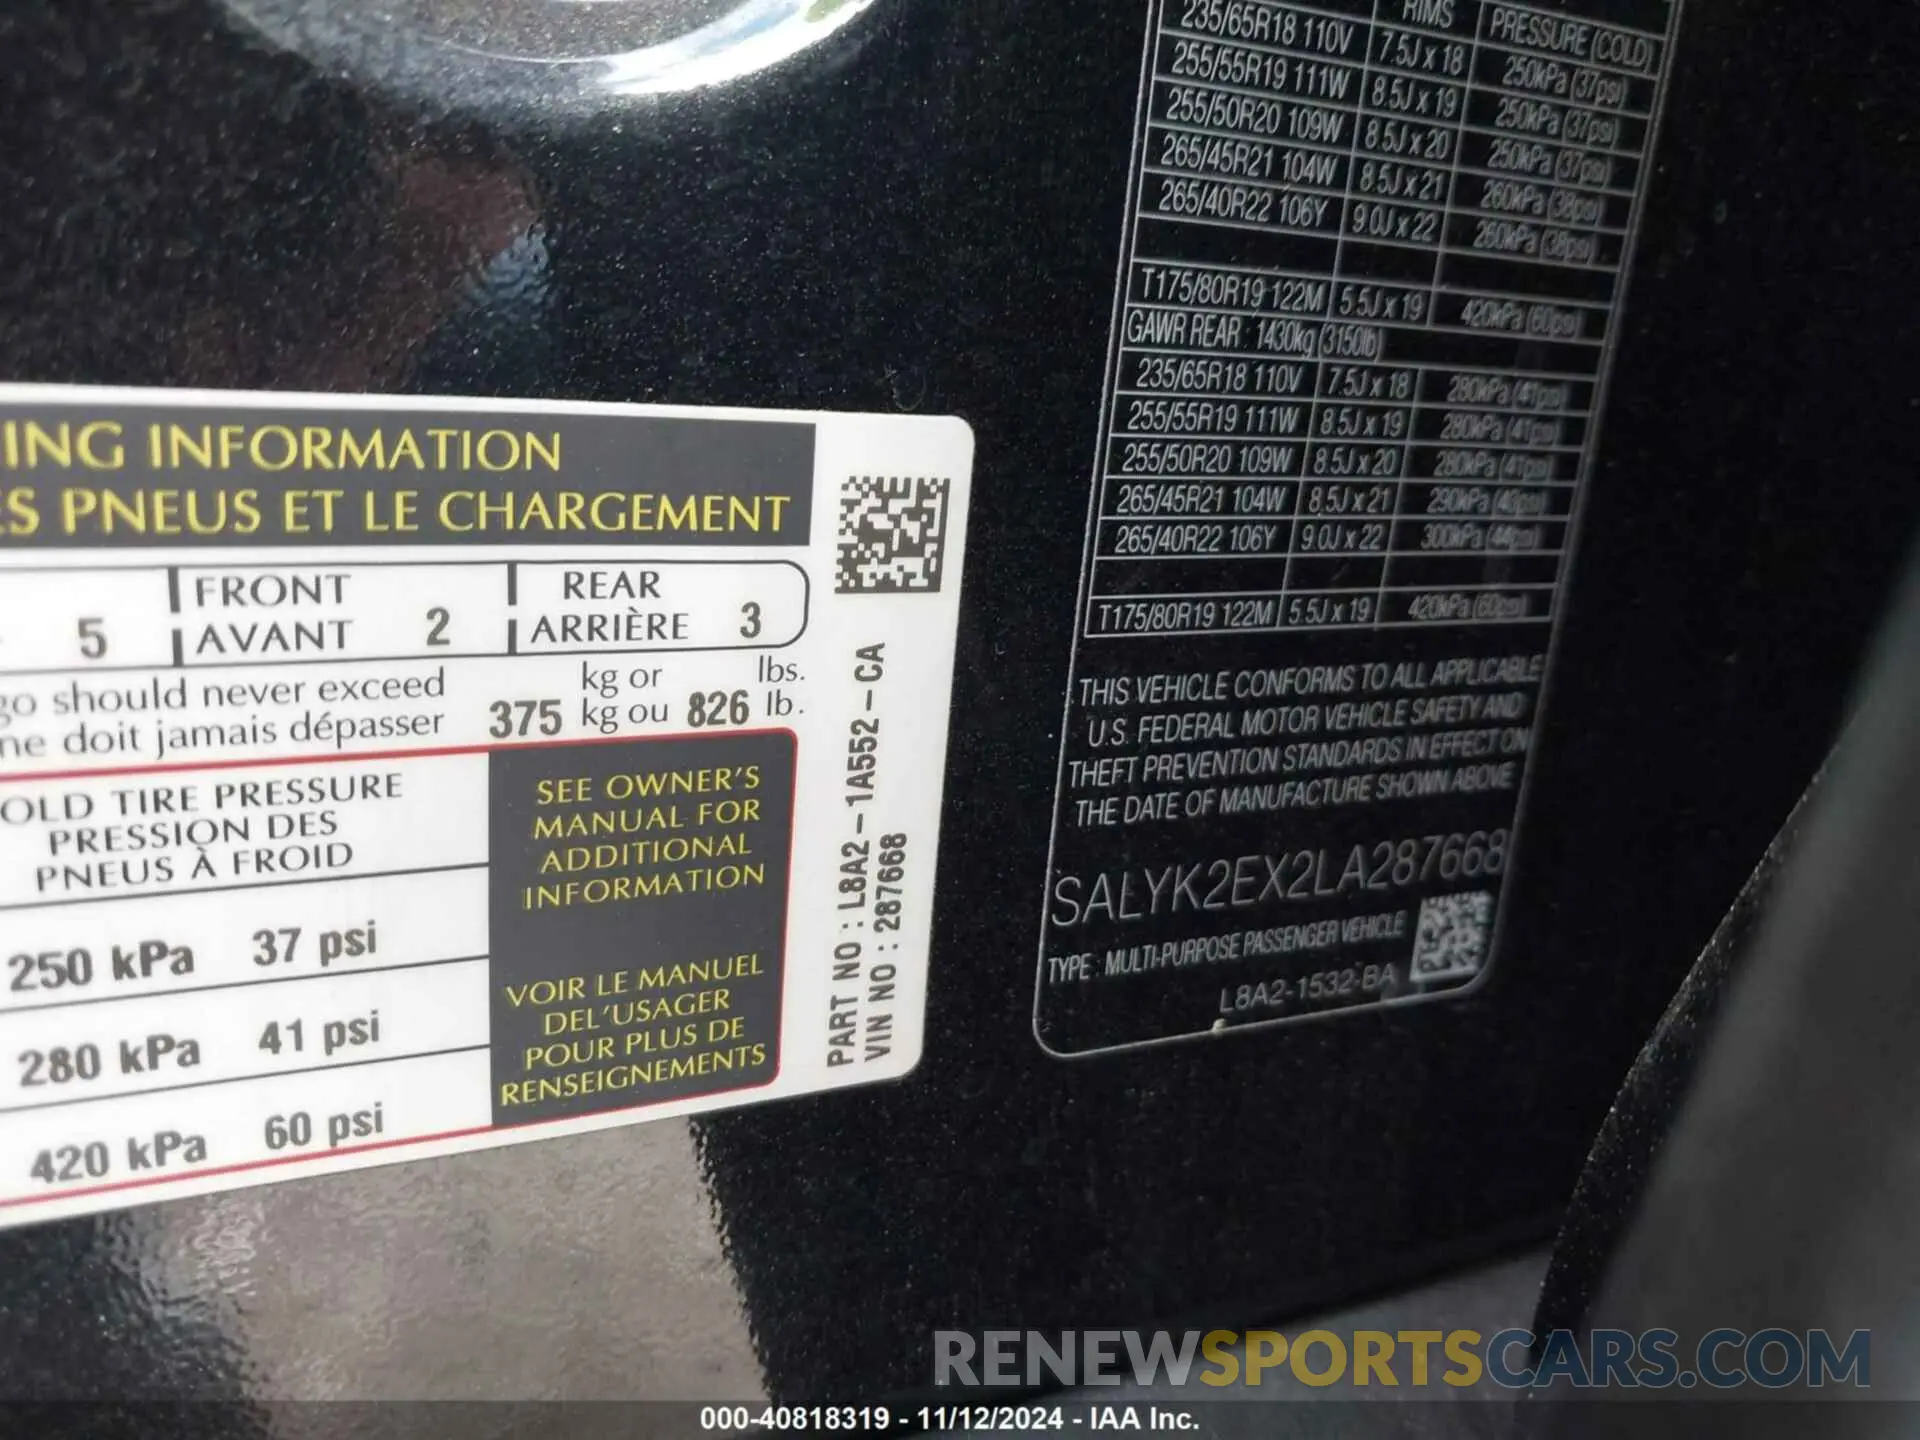 ING INFORMATION
ES PNEUS ET LE CHARGEMENT
5 FRONT AVANT 2 REAR ARRIÈRE 3
go should never exceed
ne doit jamais dépasser
375 kg or kg ou 826 lbs. lb.
OLD TIRE PRESSURE
PRESSION DES
PNEUS À FROID
250 kPa 37 psi
280 kPa 41 psi
420 kPa 60 psi
SEE OWNER'S
MANUAL FOR
ADDITIONAL
INFORMATION
VOIR LE MANUEL
DEL'USAGER
POUR PLUS DE
RENSEIGNEMENTS
PART NO : L8A2 – 1A552 – CA
VIN NO : 287668
RIMS PRESSURE (COLD)
235/65R18 110V 7.5J x 18 250kPa (37psi)
255/55R19 111W 8.5J x 19 250kPa (37psi)
255/50R20 109W 8.5J x 20 250kPa (37psi)
265/45R21 104W 8.5J x 21 260kPa (38psi)
265/40R22 106Y 9.0J x 22 260kPa (38psi)
T175/80R19 122M 5.5J x 19 420kPa (60psi)
GAWR REAR : 1430kg (3150lb)
235/65R18 110V 7.5J x 18 280kPa (41psi)
255/55R19 111W 8.5J x 19 280kPa (41psi)
255/50R20 109W 8.5J x 20 280kPa (41psi)
265/45R21 104W 8.5J x 21 290kPa (43psi)
265/40R22 106Y 9.0J x 22 300kPa (44psi)
T175/80R19 122M 5.5J x 19 420kPa (60psi)
THIS VEHICLE CONFORMS TO ALL APPLICABLE
U.S. FEDERAL MOTOR VEHICLE SAFETY AND
THEFT PREVENTION STANDARDS IN EFFECT ON
THE DATE OF MANUFACTURE SHOWN ABOVE
SALYK2EX2LA287668
TYPE : MULTI-PURPOSE PASSENGER VEHICLE
L8A2-1532-BA
RENEWSPORTSCARS.COM
000-40818319 - 11/12/2024 - IAA Inc.